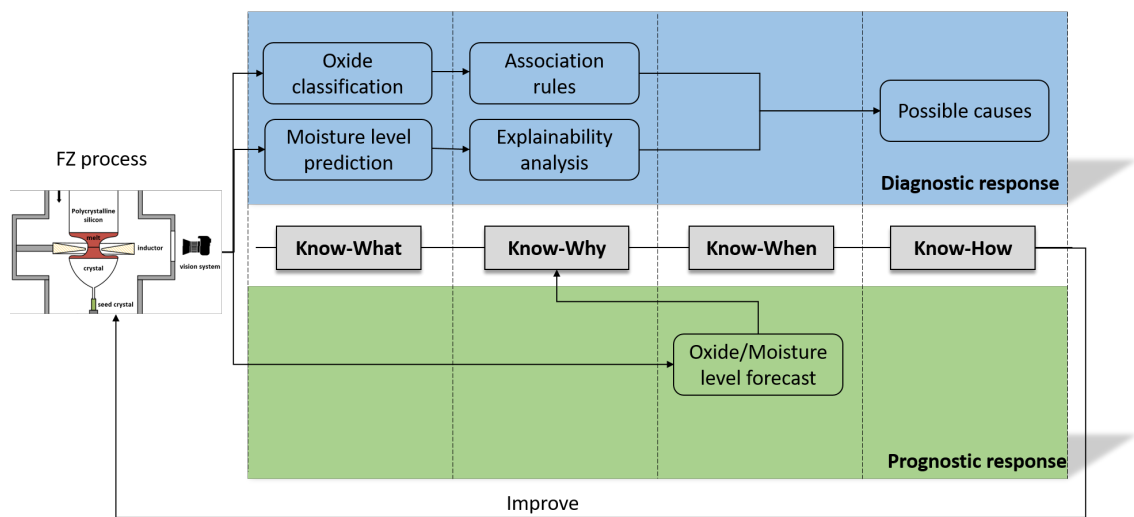 Oxide
classification
Association
rules
Possible causes
Moisture level
prediction
Explainability
analysis
Diagnostic response
FZ process
Polycrystalline
silicon
melt
inductor
crystal
vision system
seed crystal
Know-What
Know-Why
Know-When
Know-How
Oxide/Moisture
level forecast
Prognostic response
Improve